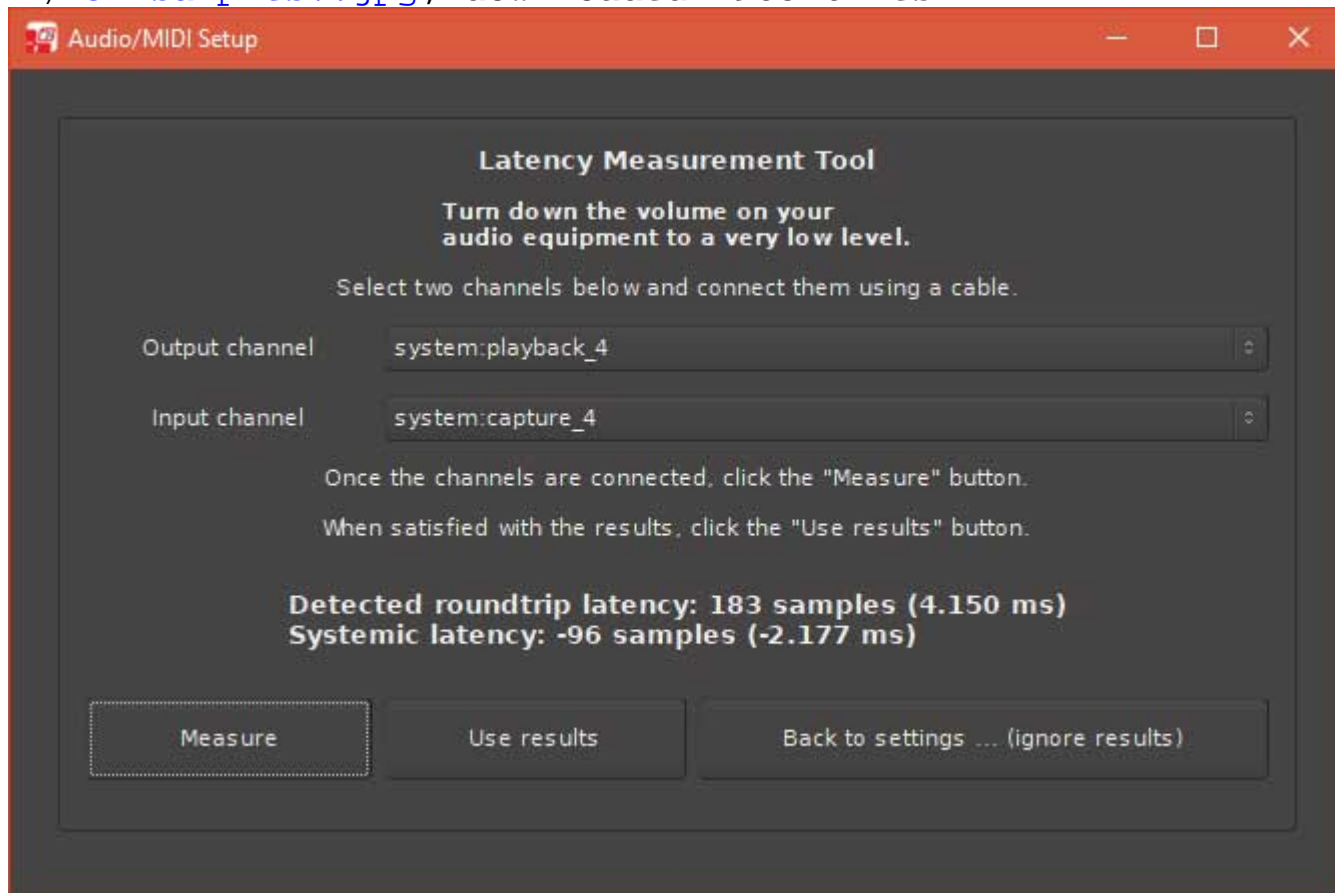 Audio/MIDI Setup
Latency Measurement Tool
Turn down the volume on your
audio equipment to a very low level.
Select two channels below and connect them using a cable.
Output channel system:playback_4
Input channel system:capture_4
Once the channels are connected, click the "Measure" button.
When satisfied with the results, click the "Use results" button.
Detected roundtrip latency: 183 samples (4.150 ms)
Systemic latency: -96 samples (-2.177 ms)
Measure Use results Back to settings ... (ignore results)